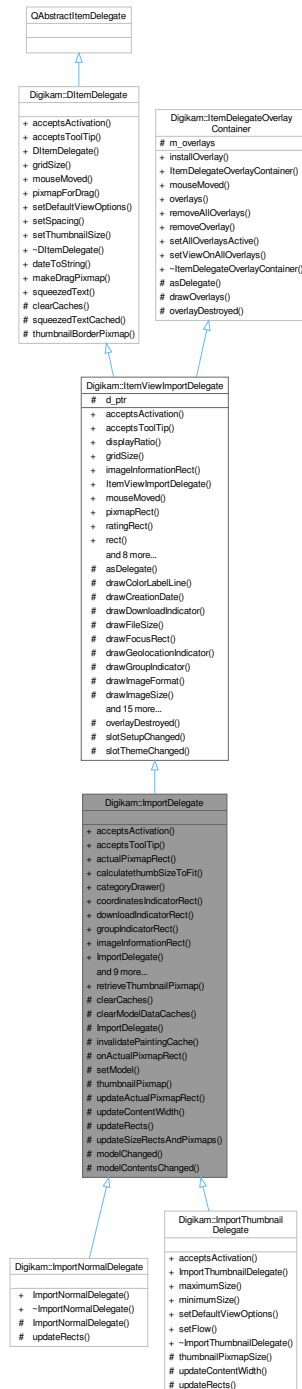 QAbstractItemDelegate
Digikam::DItemDelegate
+ acceptsActivation()
+ acceptsToolTip()
+ DItemDelegate()
+ gridSize()
+ mouseMoved()
+ pixmapForDrag()
+ setDefaultViewOptions()
+ setSpacing()
+ setThumbnailSize()
+ ~DItemDelegate()
+ dateToString()
+ makeDragPixmap()
+ squeezedText()
# clearCaches()
# squeezedTextCached()
# thumbnailBorderPixmap()
Digikam::ItemDelegateOverlay
Container
# m_overlays
+ installOverlay()
+ ItemDelegateOverlayContainer()
+ mouseMoved()
+ overlays()
+ removeAllOverlays()
+ removeOverlay()
+ setAllOverlaysActive()
+ setViewOnAllOverlays()
+ ~ItemDelegateOverlayContainer()
# asDelegate()
# drawOverlays()
# overlayDestroyed()
Digikam::ItemViewImportDelegate
# d_ptr
+ acceptsActivation()
+ acceptsToolTip()
+ displayRatio()
+ gridSize()
+ imageInformationRect()
+ ItemViewImportDelegate()
+ mouseMoved()
+ pixmapRect()
+ ratingRect()
+ rect()
and 8 more...
# asDelegate()
# drawColorLabelLine()
# drawCreationDate()
# drawDownloadIndicator()
# drawFileSize()
# drawFocusRect()
# drawGeolocationIndicator()
# drawGroupIndicator()
# drawImageFormat()
# drawImageSize()
and 15 more...
# overlayDestroyed()
# slotSetupChanged()
# slotThemeChanged()
Digikam::ImportDelegate
+ acceptsActivation()
+ acceptsToolTip()
+ actualPixmapRect()
+ calculatethumbSizeToFit()
+ categoryDrawer()
+ coordinatesIndicatorRect()
+ downloadIndicatorRect()
+ groupIndicatorRect()
+ imageInformationRect()
+ ImportDelegate()
and 9 more...
+ retrieveThumbnailPixmap()
# clearCaches()
# clearModelDataCaches()
# ImportDelegate()
# invalidatePaintingCache()
# onActualPixmapRect()
# setModel()
# thumbnailPixmap()
# updateActualPixmapRect()
# updateContentWidth()
# updateRects()
# updateSizeRectsAndPixmaps()
# modelChanged()
# modelContentsChanged()
Digikam::ImportNormalDelegate
+ ImportNormalDelegate()
+ ~ImportNormalDelegate()
# ImportNormalDelegate()
# updateRects()
Digikam::ImportThumbnail
Delegate
+ acceptsActivation()
+ ImportThumbnailDelegate()
+ maximumSize()
+ minimumSize()
+ setDefaultViewOptions()
+ setFlow()
+ ~ImportThumbnailDelegate()
# thumbnailPixmapSize()
# updateContentWidth()
# updateRects()